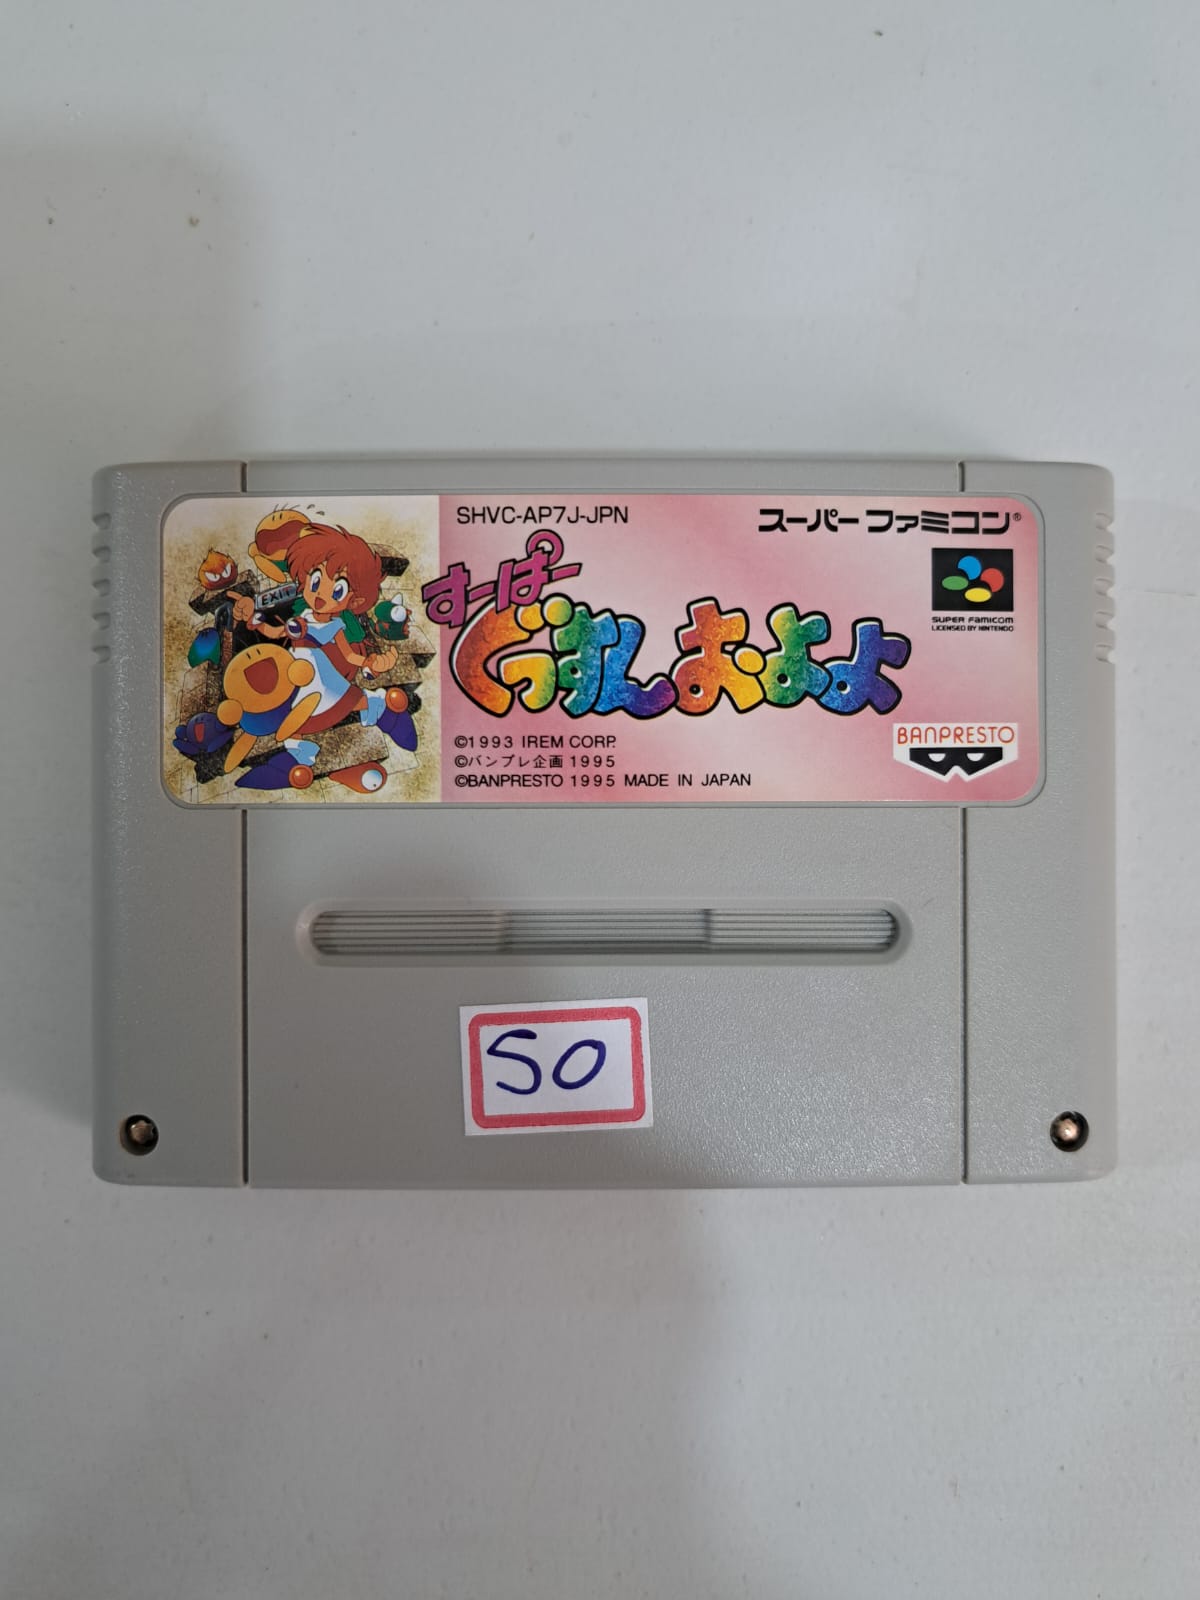 SHVC-AP7J-JPN
スーパー ファミコン®
EXIT
すーぱー
ぐっすんおよよ
SUPER FAMICOM
LICENSED BY NINTENDO
©1993 IREM CORP.
©バンプレ企画 1995
©BANPRESTO 1995 MADE IN JAPAN
BANPRESTO
50